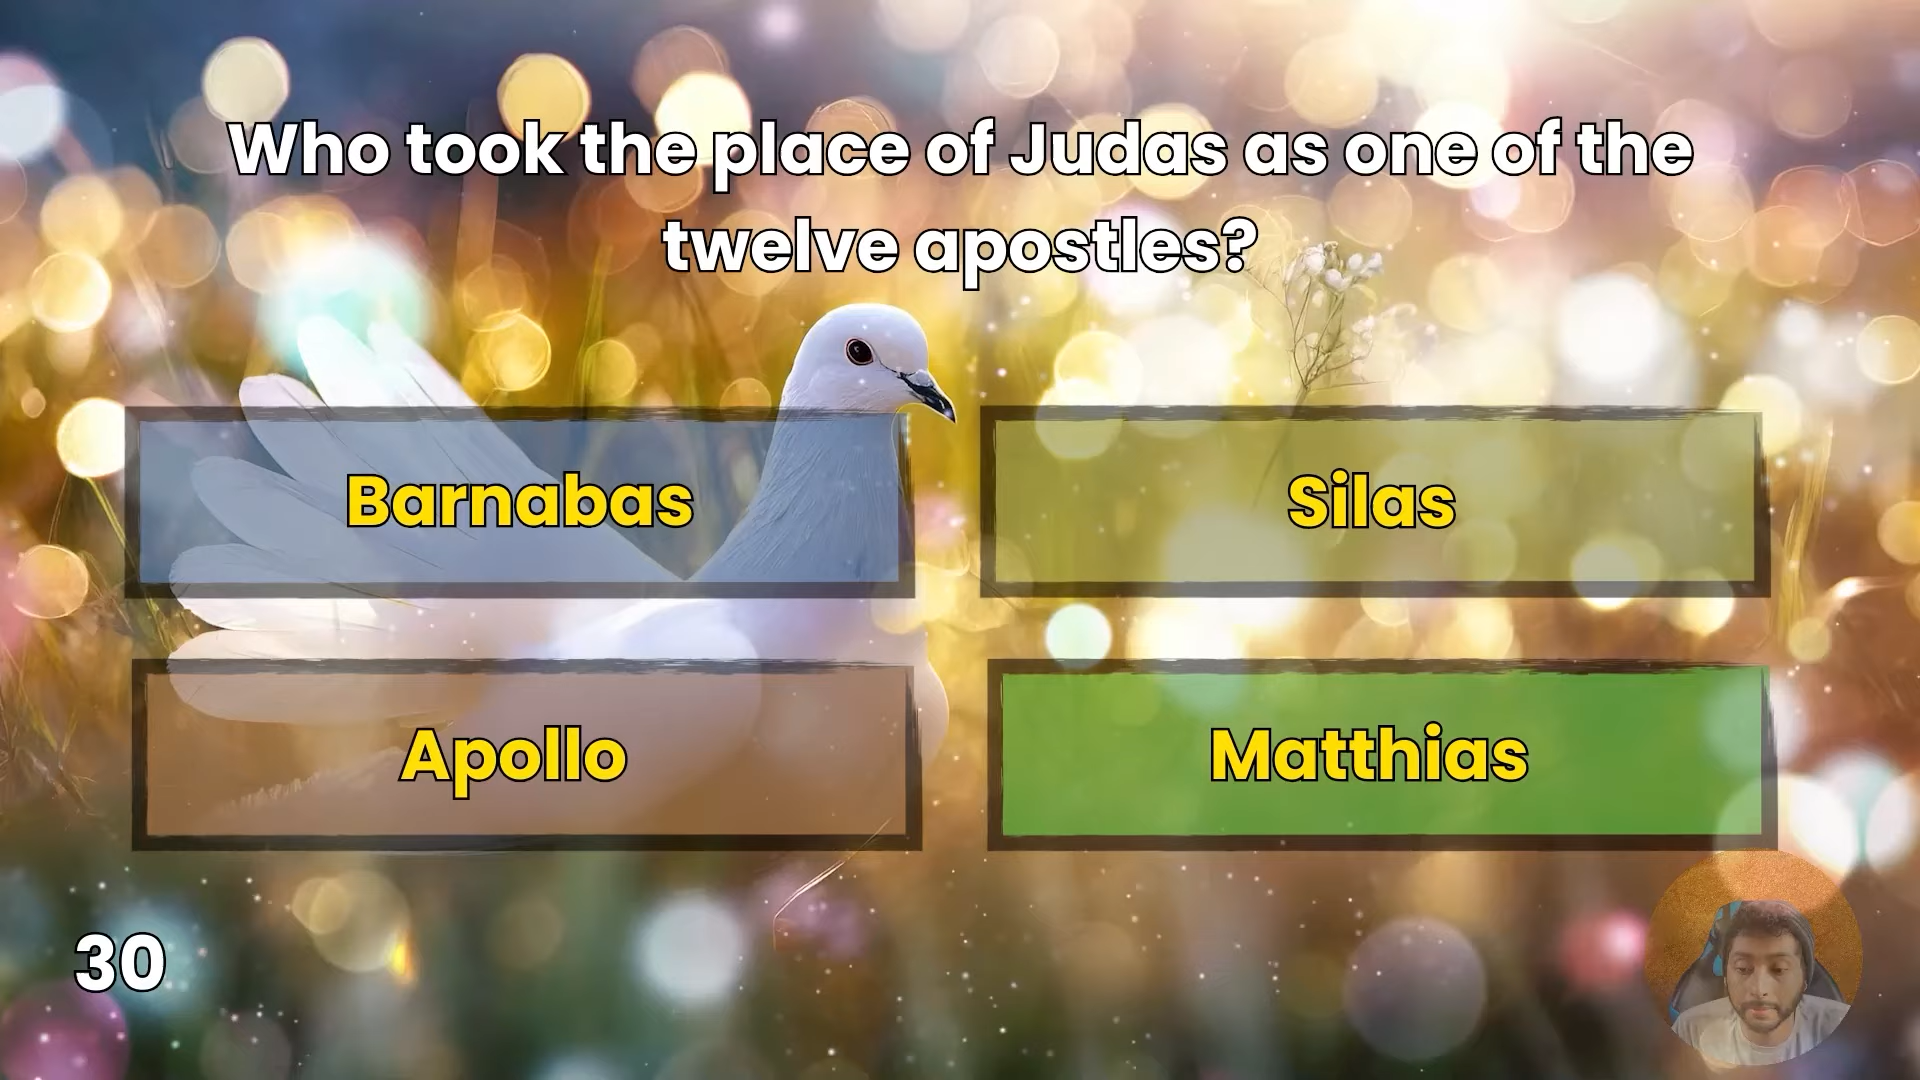 Who took the place of Judas as one of the
twelve apostles?
Barnabas
Silas
Apollo
Matthias
30